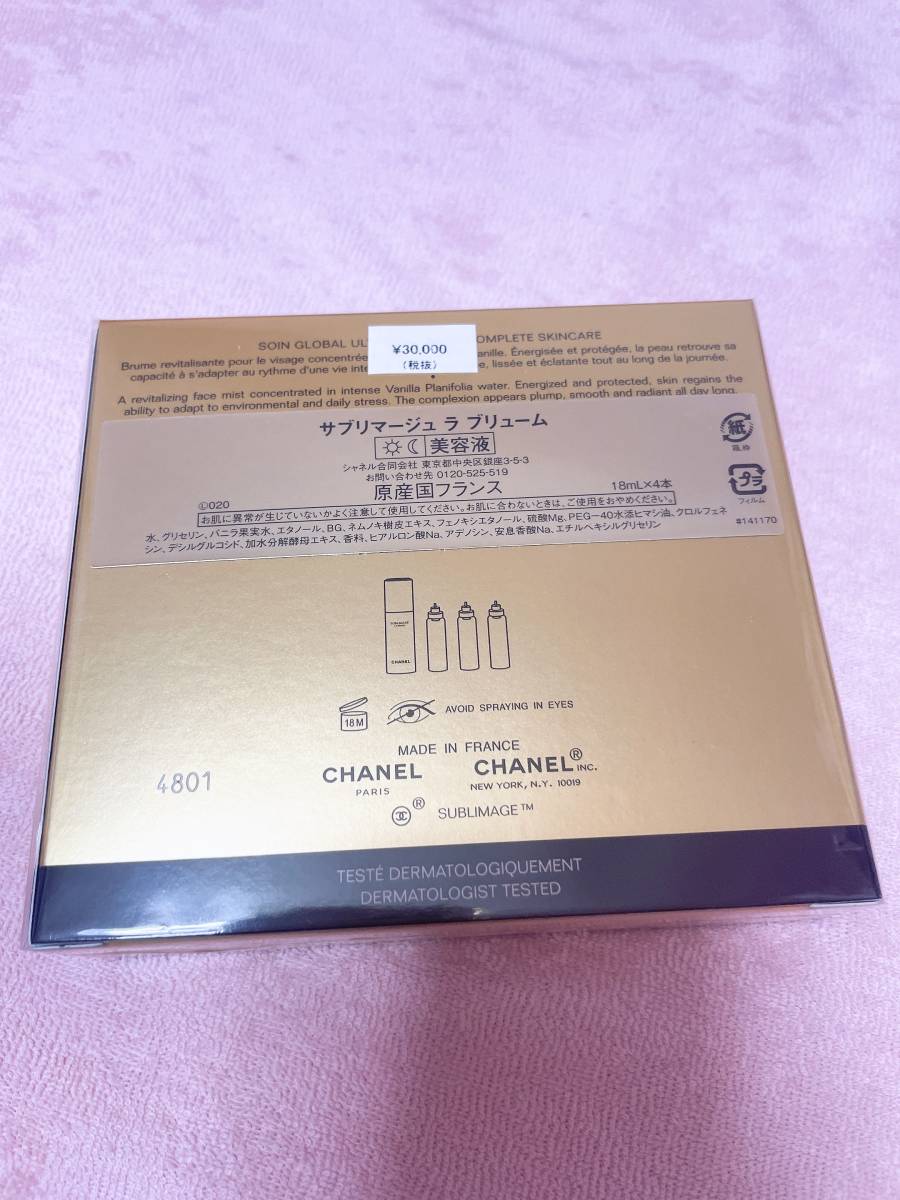 SOIN GLOBAL COMPLETE SKINCARE
¥30,000
(税抜)
Brume revitalisante pour le visage concentrée Énergisée et protégée, la peau retrouve sa
capacité à s'adapter au rythme d'une vie lissée et éclatante tout au long de la journée.
A revitalizing face mist concentrated in intense Vanilla Planifolia water. Energized and protected, skin regains the
ability to adapt to environmental and daily stress. The complexion appears plump, smooth and radiant all day long.
サブリマージュ ラ ブリューム
美容液
シャネル合同会社 東京都中央区銀座3-5-3
お問い合わせ先 0120-525-519
原産国フランス
18mL×4本
Ⓛ020
お肌に異常が生じていないかよく注意して使用してください。お肌に合わないときは、ご使用をおやめください。
水、グリセリン、バニラ果実水、エタノール、BG、ネムノキ樹皮エキス、フェノキシエタノール、硫酸Mg、PEG-40水添ヒマシ油、クロルフェネ
シン、デシルグルコシド、加水分解酵母エキス、香料、ヒアルロン酸Na、アデノシン、安息香酸Na、エチルヘキシルグリセリン
紙
箱、枠
プラ
フィルム
#141170
CHANEL
18 M
AVOID SPRAYING IN EYES
MADE IN FRANCE
4801
CHANEL
PARIS
CHANEL® INC.
NEW YORK, N.Y. 10019
® SUBLIMAGE™
TESTÉ DERMATOLOGIQUEMENT
DERMATOLOGIST TESTED